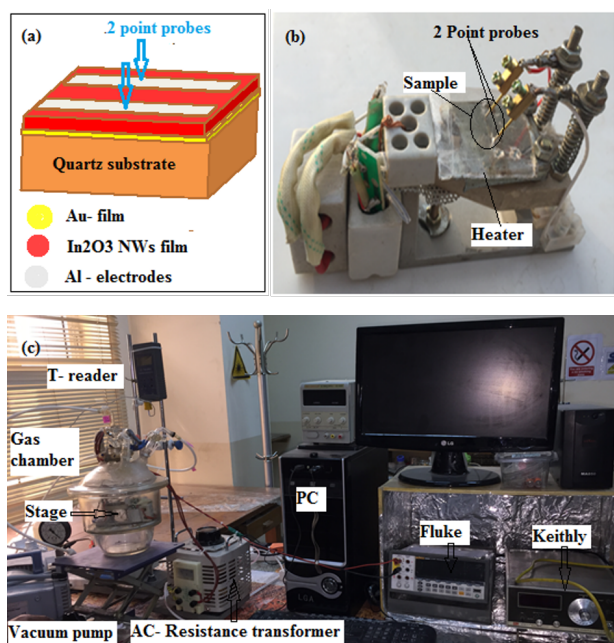 (a)
2 point probes
Quartz substrate
Au- film
In2O3 NWs film
Al - electrodes
(b)
2 Point probes
Sample
Heater
(c)
T- reader
Gas
chamber
Stage
PC
Fluke
Keithly
Vacuum pump
AC- Resistance transformer
LG
LGA